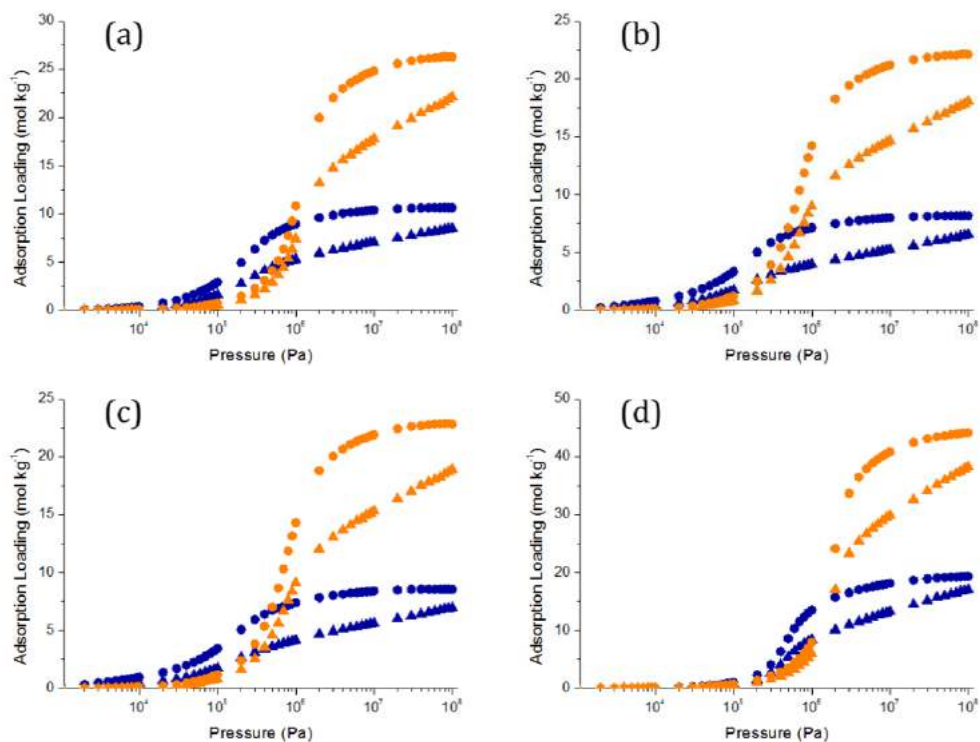 (a)
Adsorption Loading (mol kg⁻¹)
30
25
20
15
10
5
0
10⁴ 10⁵ 10⁶ 10⁷ 10⁸
Pressure (Pa)
(b)
Adsorption Loading (mol kg⁻¹)
25
20
15
10
5
0
10⁴ 10⁵ 10⁶ 10⁷ 10⁸
Pressure (Pa)
(c)
Adsorption Loading (mol kg⁻¹)
25
20
15
10
5
0
10⁴ 10⁵ 10⁶ 10⁷ 10⁸
Pressure (Pa)
(d)
Adsorption Loading (mol kg⁻¹)
50
40
30
20
10
0
10⁴ 10⁵ 10⁶ 10⁷ 10⁸
Pressure (Pa)